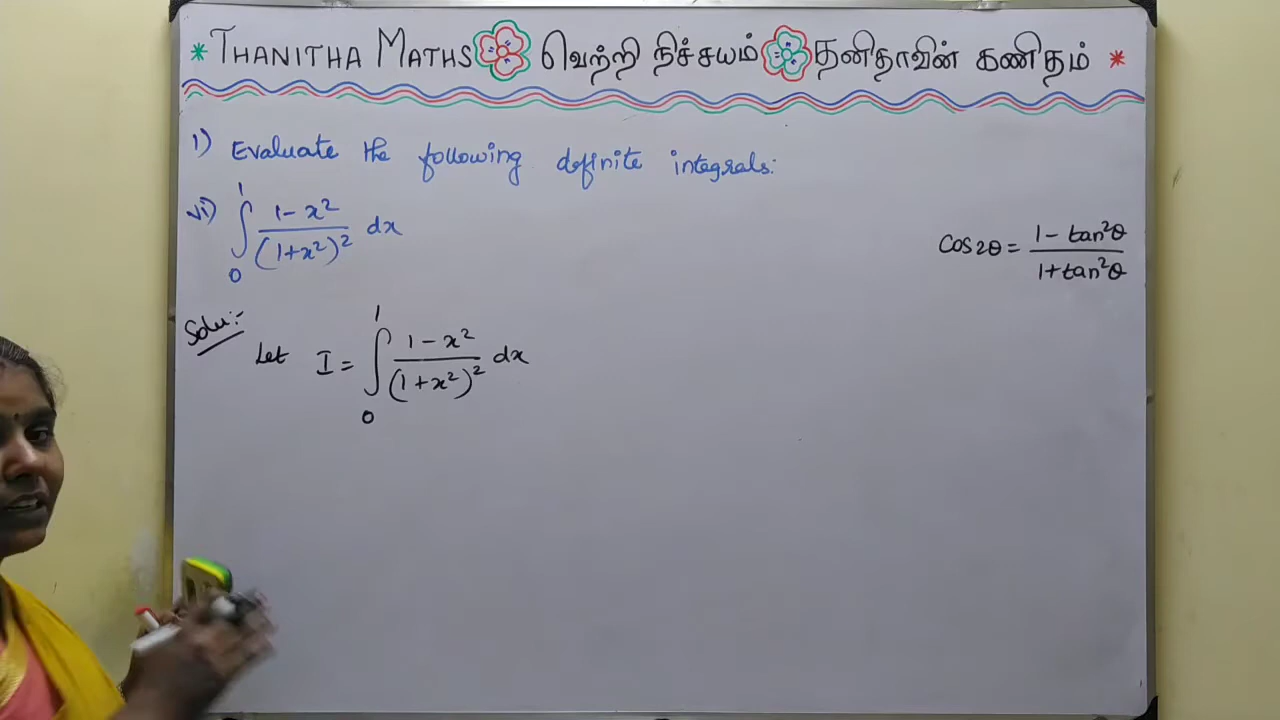 * THANITHA MATHS வெற்றி நிச்சயம் தனிதாவின் கணிதம் *
1) Evaluate the following definite integrals:
vi) ∫₀¹ (1-x²)/(1+x²)² dx
cos2θ = (1-tan²θ)/(1+tan²θ)
Solu:-
Let I = ∫₀¹ (1-x²)/(1+x²)² dx